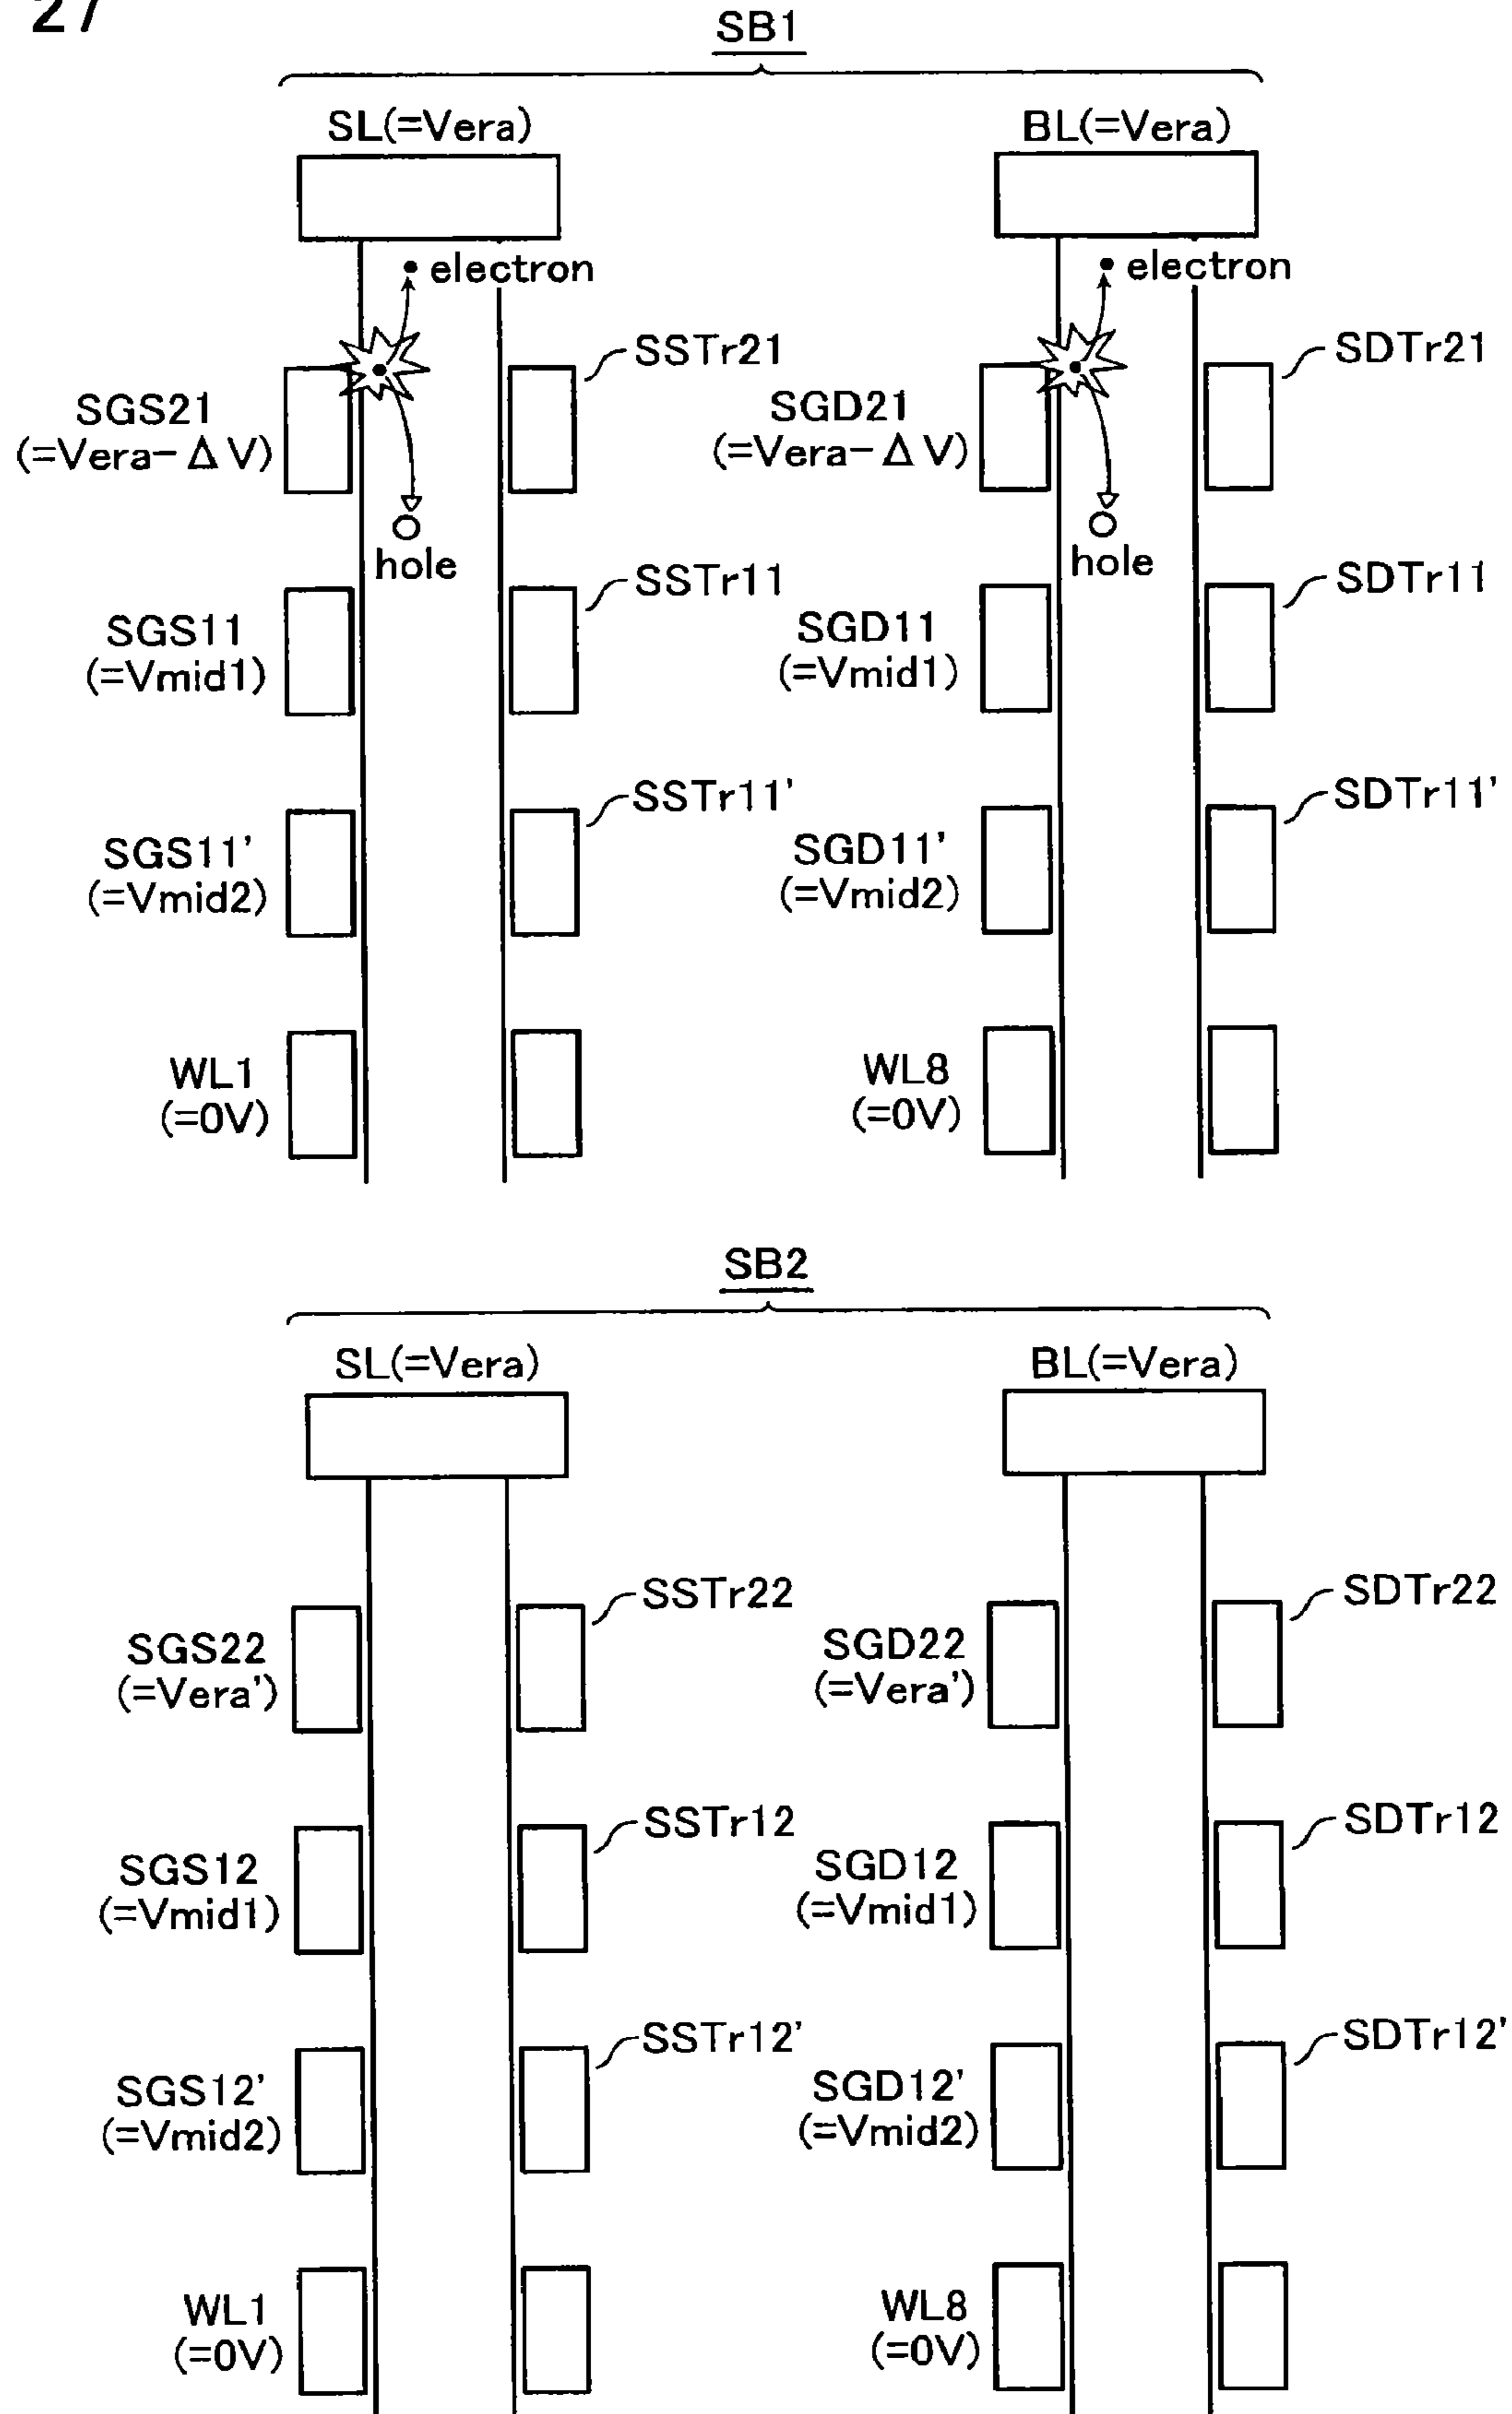 27
SB1
SL(=Vera)
BL(=Vera)
electron
electron
SSTr21
SDTr21
SGS21
(=Vera-ΔV)
SGD21
(=Vera-ΔV)
hole
hole
SSTr11
SDTr11
SGS11
(=Vmid1)
SGD11
(=Vmid1)
SSTr11'
SDTr11'
SGS11'
(=Vmid2)
SGD11'
(=Vmid2)
WL1
(=0V)
WL8
(=0V)
SB2
SL(=Vera)
BL(=Vera)
SSTr22
SDTr22
SGS22
(=Vera')
SGD22
(=Vera')
SSTr12
SDTr12
SGS12
(=Vmid1)
SGD12
(=Vmid1)
SSTr12'
SDTr12'
SGS12'
(=Vmid2)
SGD12'
(=Vmid2)
WL1
(=0V)
WL8
(=0V)